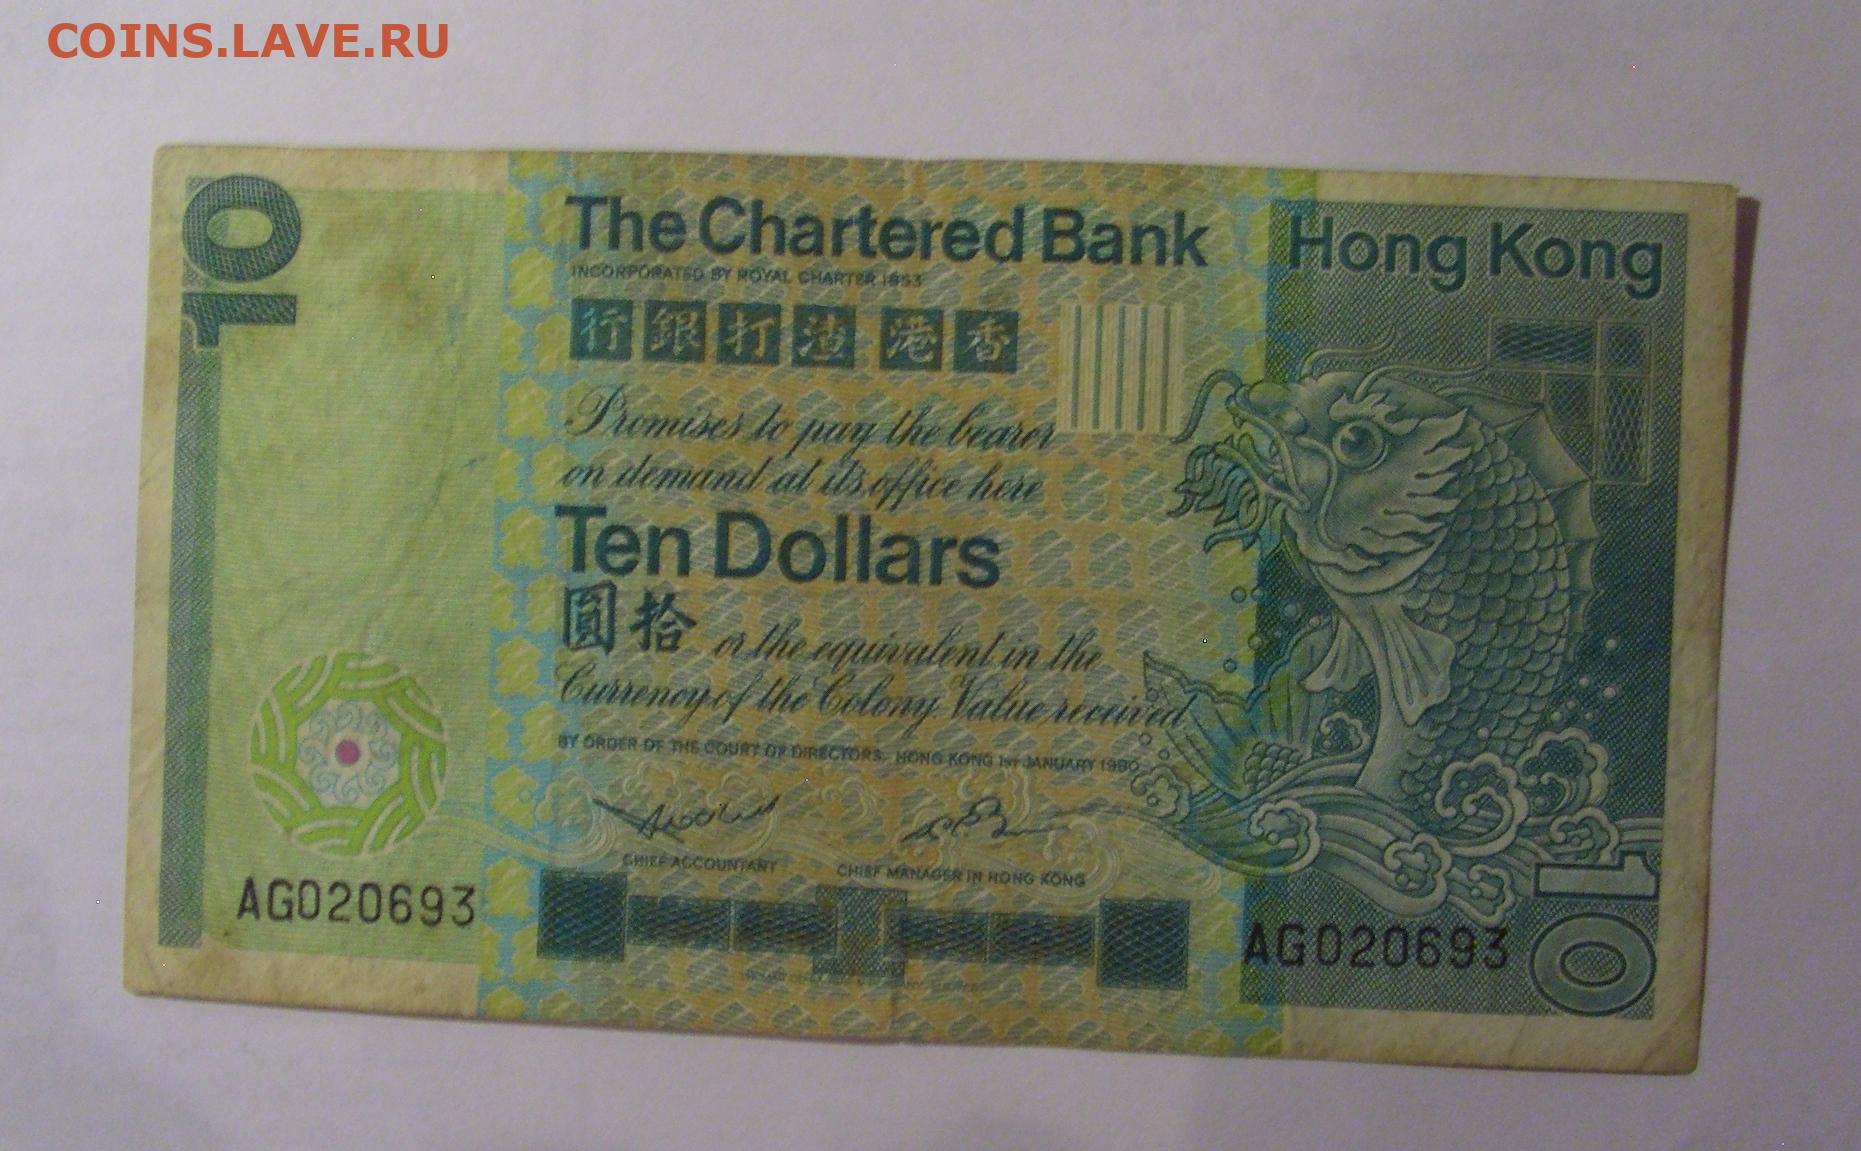 COINS.LAVE.RU
10
The Chartered Bank
Hong Kong
INCORPORATED BY ROYAL CHARTER 1853
行銀打渣 港香
Promises to pay the bearer
on demand at its office here
Ten Dollars
圓拾
or the equivalent in the
Currency of the Colony. Value received
BY ORDER OF THE COURT OF DIRECTORS. HONG KONG 1ST JANUARY 1980
CHIEF ACCOUNTANT
CHIEF MANAGER IN HONG KONG
AG020693
AG020693
10